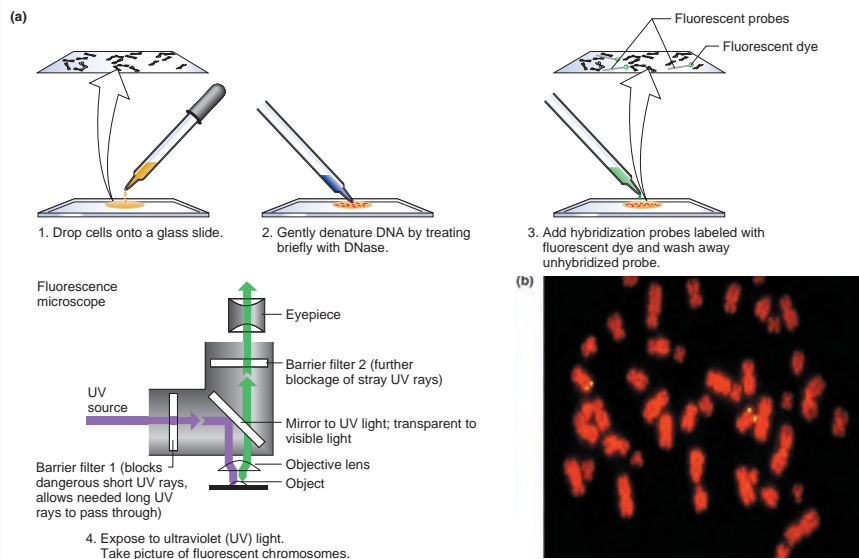 (a)
Fluorescent probes
Fluorescent dye
1. Drop cells onto a glass slide.
2. Gently denature DNA by treating
briefly with DNase.
3. Add hybridization probes labeled with
fluorescent dye and wash away
unhybridized probe.
Fluorescence
microscope
Eyepiece
Barrier filter 2 (further
blockage of stray UV rays)
UV
source
Mirror to UV light; transparent to
visible light
Barrier filter 1 (blocks
dangerous short UV rays,
allows needed long UV
rays to pass through)
Objective lens
Object
4. Expose to ultraviolet (UV) light.
Take picture of fluorescent chromosomes.
(b)